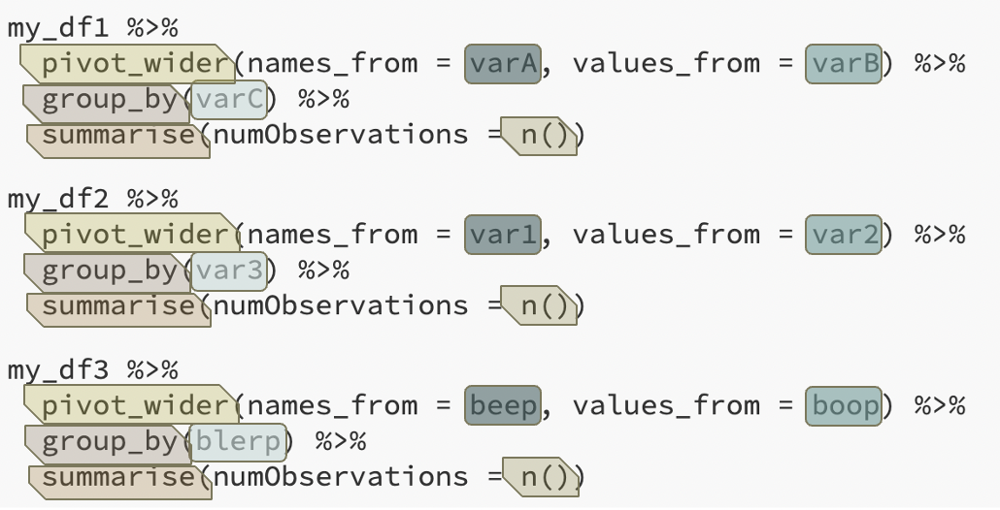 my_df1 %>%
  pivot_wider(names_from = varA, values_from = varB) %>%
  group_by(varC) %>%
  summarise(numObservations = n())
my_df2 %>%
  pivot_wider(names_from = var1, values_from = var2) %>%
  group_by(var3) %>%
  summarise(numObservations = n())
my_df3 %>%
  pivot_wider(names_from = beep, values_from = boop) %>%
  group_by(blerp) %>%
  summarise(numObservations = n())